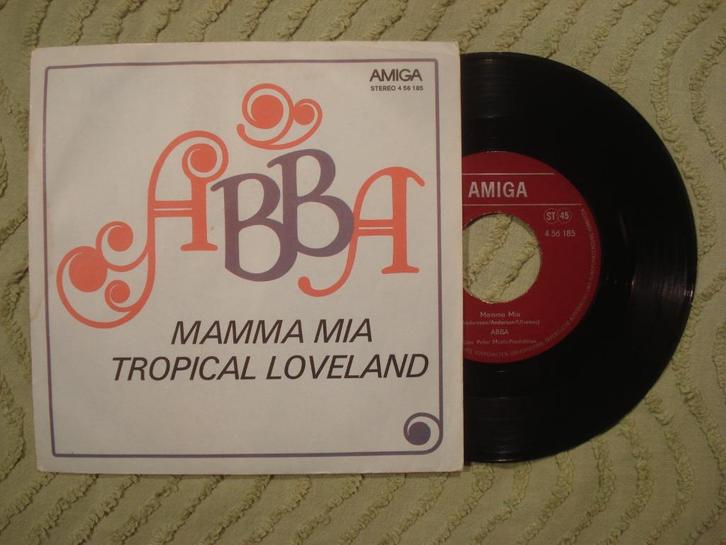 AMIGA
STEREO 4 56 185
ABBA
MAMMA MIA
TROPICAL LOVELAND
AMIGA
ST 45
4 56 185
Mamma Mia
ABBA